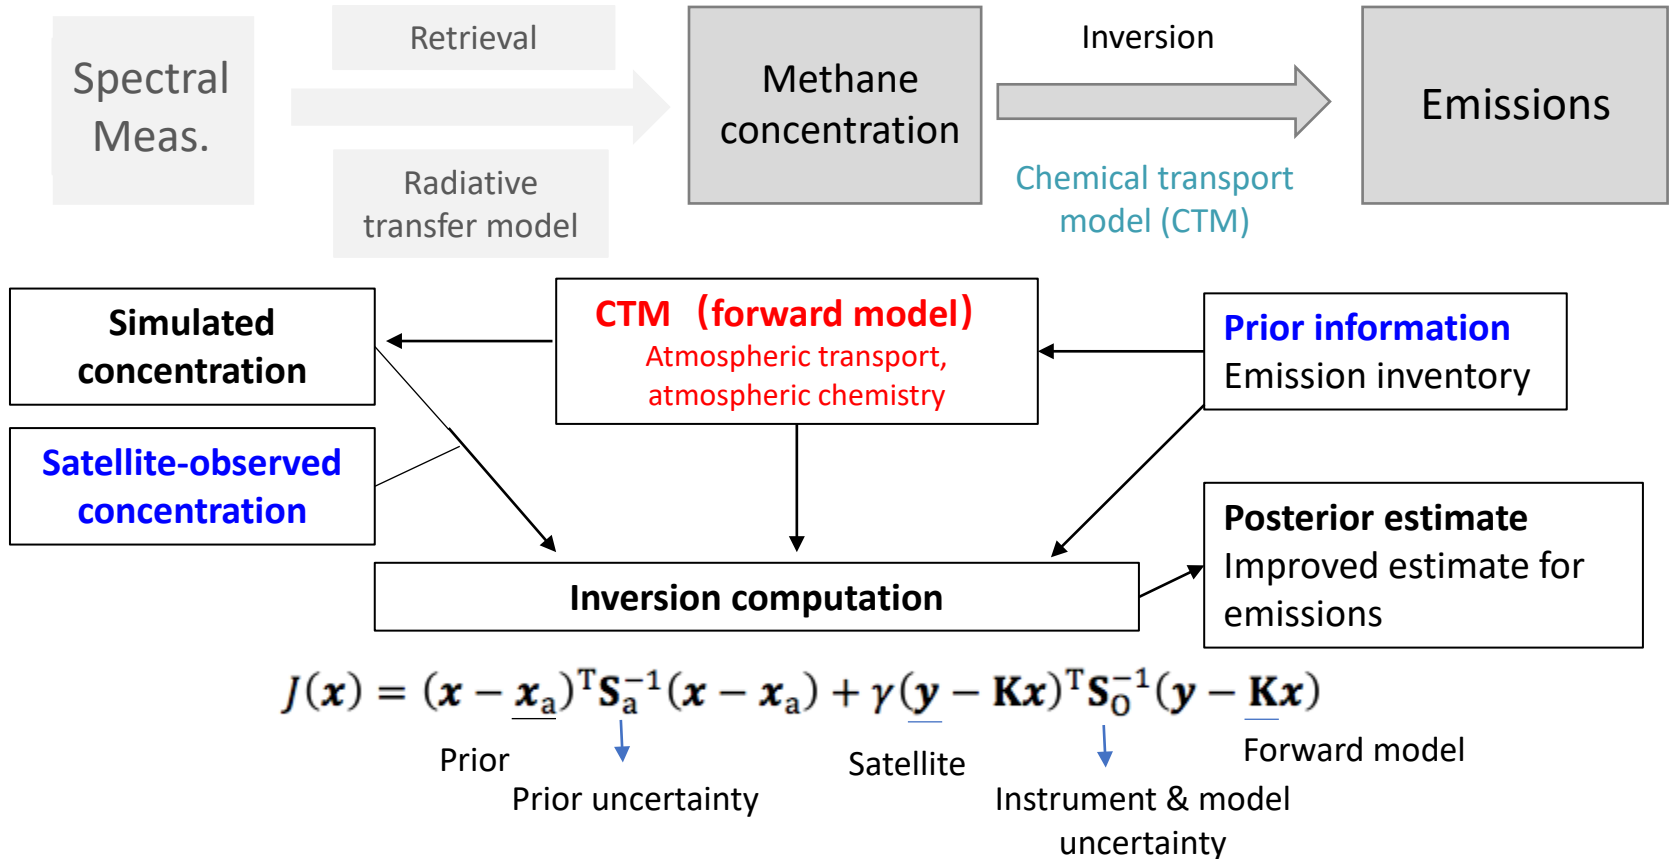 Spectral
Meas.
Retrieval
Radiative
transfer model
Methane
concentration
Inversion
Chemical transport
model (CTM)
Emissions
Simulated
concentration
CTM （forward model）
Atmospheric transport,
atmospheric chemistry
Prior information
Emission inventory
Satellite-observed
concentration
Posterior estimate
Improved estimate for
emissions
Inversion computation
J(x) = (x − xₐ)ᵀSₐ⁻¹(x − xₐ) + γ(y − Kx)ᵀS_O⁻¹(y − Kx)
Prior
Prior uncertainty
Satellite
Instrument & model
uncertainty
Forward model